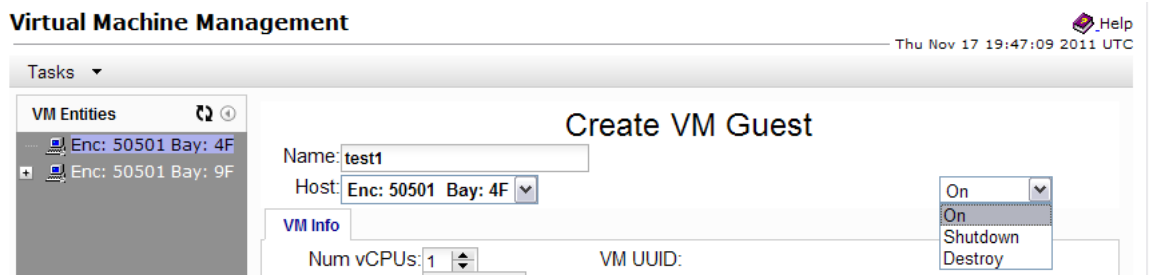 Virtual Machine Management
Help
Thu Nov 17 19:47:09 2011 UTC
Tasks
VM Entities
Enc: 50501 Bay: 4F
Enc: 50501 Bay: 9F
Create VM Guest
Name: test1
Host: Enc: 50501 Bay: 4F
On
On
Shutdown
Destroy
VM Info
Num vCPUs: 1
VM UUID: